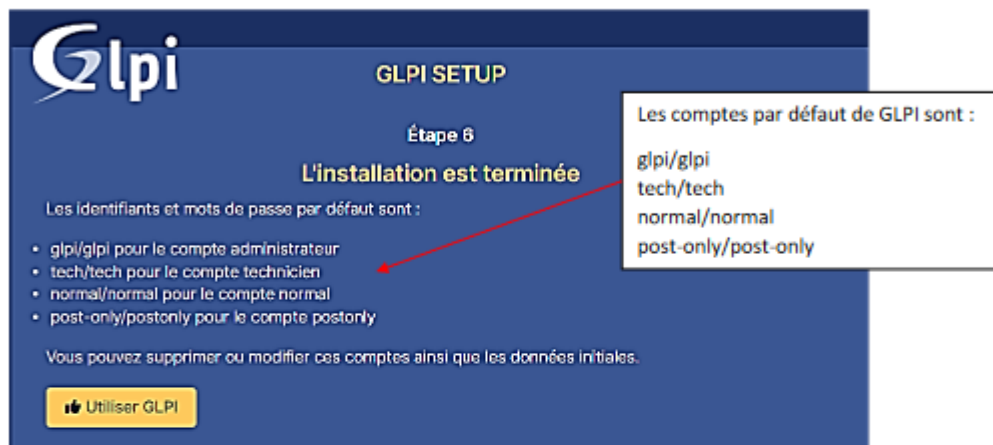 Glpi
GLPI SETUP
Étape 6
L'installation est terminée
Les identifiants et mots de passe par défaut sont :
• glpi/glpi pour le compte administrateur
• tech/tech pour le compte technicien
• normal/normal pour le compte normal
• post-only/postonly pour le compte postonly
Vous pouvez supprimer ou modifier ces comptes ainsi que les données initiales.
Utiliser GLPI
Les comptes par défaut de GLPI sont :
glpi/glpi
tech/tech
normal/normal
post-only/post-only